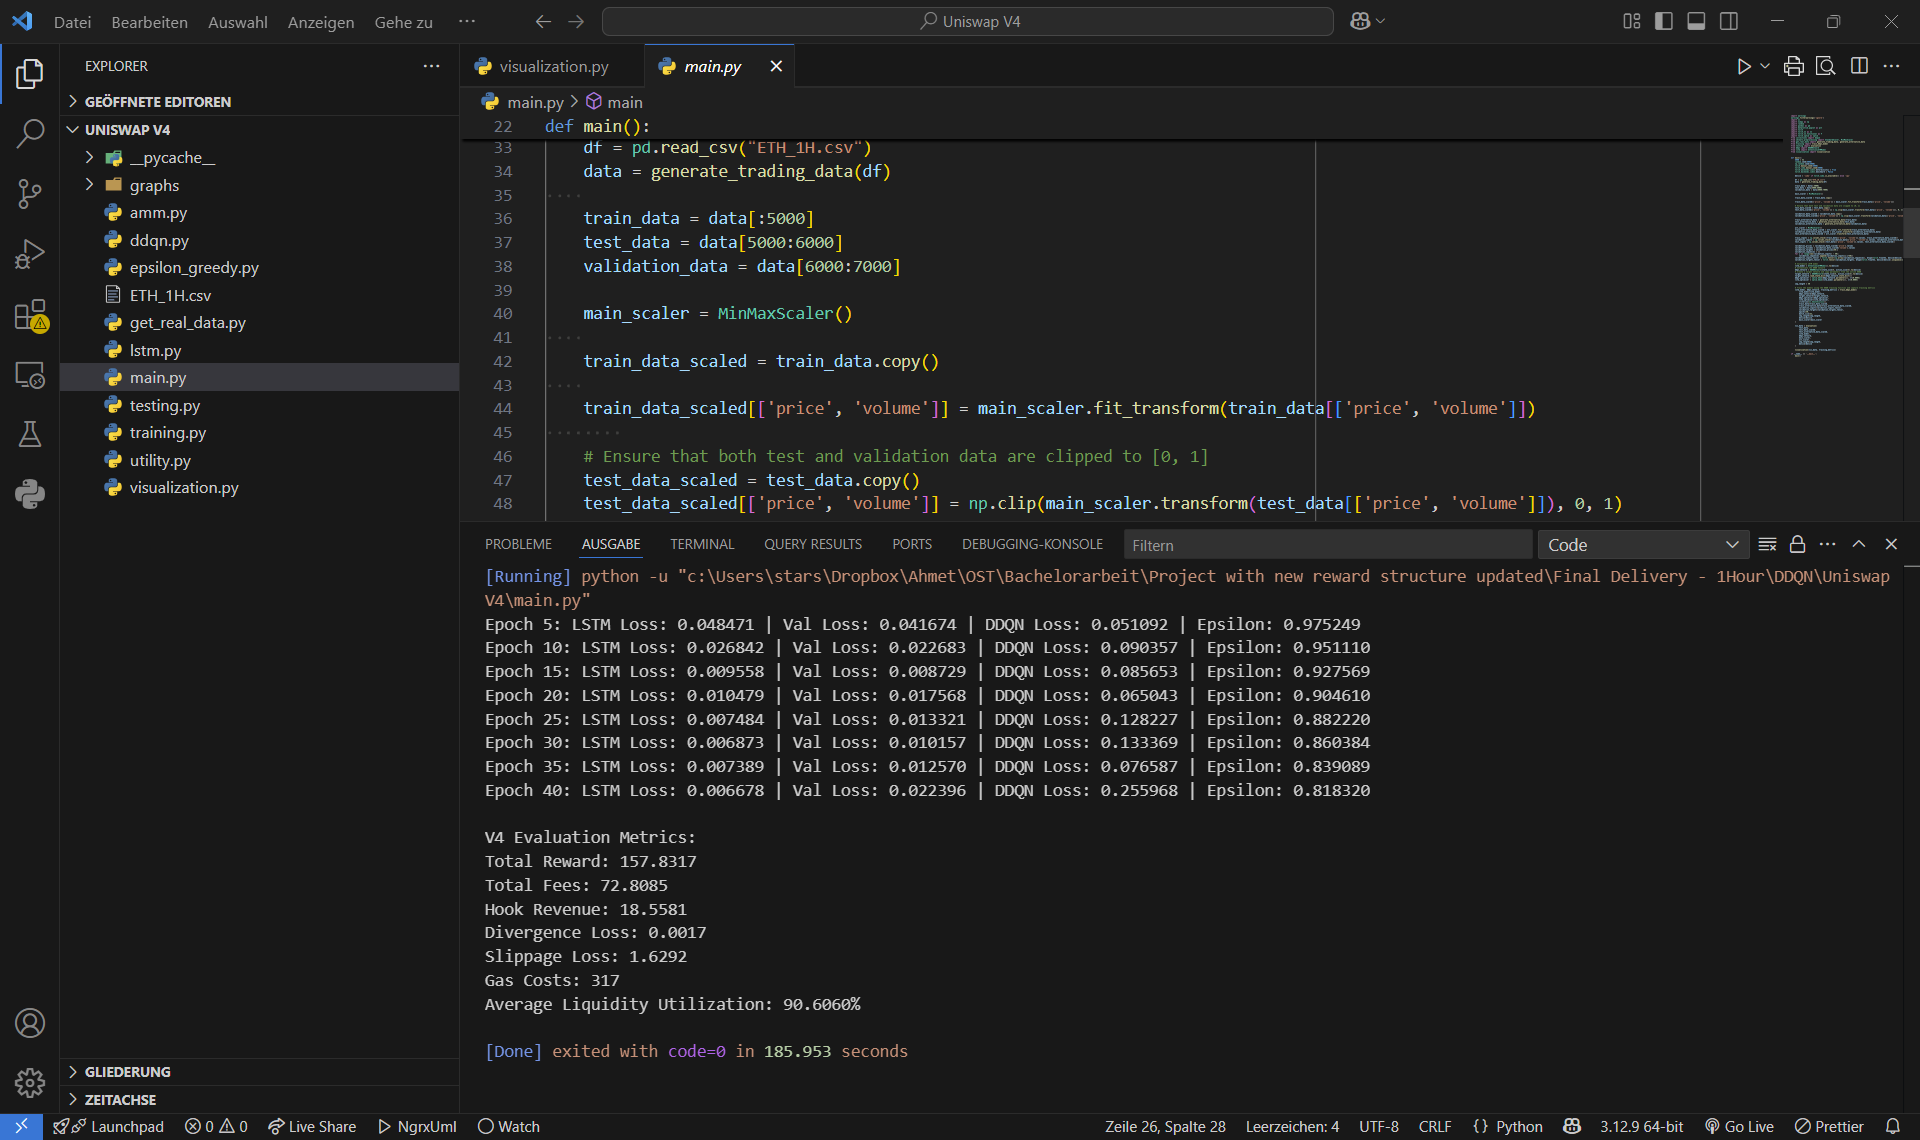 Datei Bearbeiten Auswahl Anzeigen Gehe zu ··· Uniswap V4
EXPLORER ···
GEÖFFNETE EDITOREN
UNISWAP V4
__pycache__
graphs
amm.py
ddqn.py
epsilon_greedy.py
ETH_1H.csv
get_real_data.py
lstm.py
main.py
testing.py
training.py
utility.py
visualization.py
GLIEDERUNG
ZEITACHSE
visualization.py main.py
main.py > main
22 def main():
33 df = pd.read_csv("ETH_1H.csv")
34 data = generate_trading_data(df)
35
36 train_data = data[:5000]
37 test_data = data[5000:6000]
38 validation_data = data[6000:7000]
39
40 main_scaler = MinMaxScaler()
41
42 train_data_scaled = train_data.copy()
43
44 train_data_scaled[['price', 'volume']] = main_scaler.fit_transform(train_data[['price', 'volume']])
45
46 # Ensure that both test and validation data are clipped to [0, 1]
47 test_data_scaled = test_data.copy()
48 test_data_scaled[['price', 'volume']] = np.clip(main_scaler.transform(test_data[['price', 'volume']]), 0, 1)
PROBLEME AUSGABE TERMINAL QUERY RESULTS PORTS DEBUGGING-KONSOLE Filtern Code
[Running] python -u "c:\Users\stars\Dropbox\Ahmet\OST\Bachelorarbeit\Project with new reward structure updated\Final Delivery - 1Hour\DDQN\Uniswap
V4\main.py"
Epoch 5: LSTM Loss: 0.048471 | Val Loss: 0.041674 | DDQN Loss: 0.051092 | Epsilon: 0.975249
Epoch 10: LSTM Loss: 0.026842 | Val Loss: 0.022683 | DDQN Loss: 0.090357 | Epsilon: 0.951110
Epoch 15: LSTM Loss: 0.009558 | Val Loss: 0.008729 | DDQN Loss: 0.085653 | Epsilon: 0.927569
Epoch 20: LSTM Loss: 0.010479 | Val Loss: 0.017568 | DDQN Loss: 0.065043 | Epsilon: 0.904610
Epoch 25: LSTM Loss: 0.007484 | Val Loss: 0.013321 | DDQN Loss: 0.128227 | Epsilon: 0.882220
Epoch 30: LSTM Loss: 0.006873 | Val Loss: 0.010157 | DDQN Loss: 0.133369 | Epsilon: 0.860384
Epoch 35: LSTM Loss: 0.007389 | Val Loss: 0.012570 | DDQN Loss: 0.076587 | Epsilon: 0.839089
Epoch 40: LSTM Loss: 0.006678 | Val Loss: 0.022396 | DDQN Loss: 0.255968 | Epsilon: 0.818320
V4 Evaluation Metrics:
Total Reward: 157.8317
Total Fees: 72.8085
Hook Revenue: 18.5581
Divergence Loss: 0.0017
Slippage Loss: 1.6292
Gas Costs: 317
Average Liquidity Utilization: 90.6060%
[Done] exited with code=0 in 185.953 seconds
Launchpad 0 0 Live Share NgrxUml Watch Zeile 26, Spalte 28 Leerzeichen: 4 UTF-8 CRLF {} Python 3.12.9 64-bit Go Live Prettier